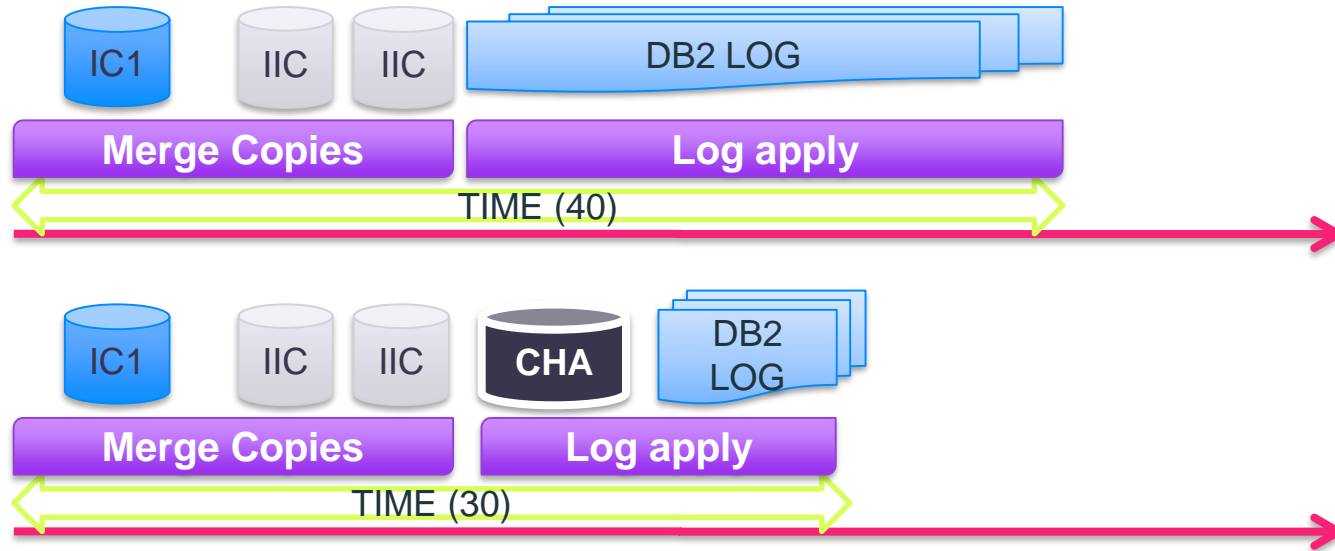 IC1 IIC IIC DB2 LOG
Merge Copies Log apply
TIME (40)
IC1 IIC IIC CHA DB2
LOG
Merge Copies Log apply
TIME (30)